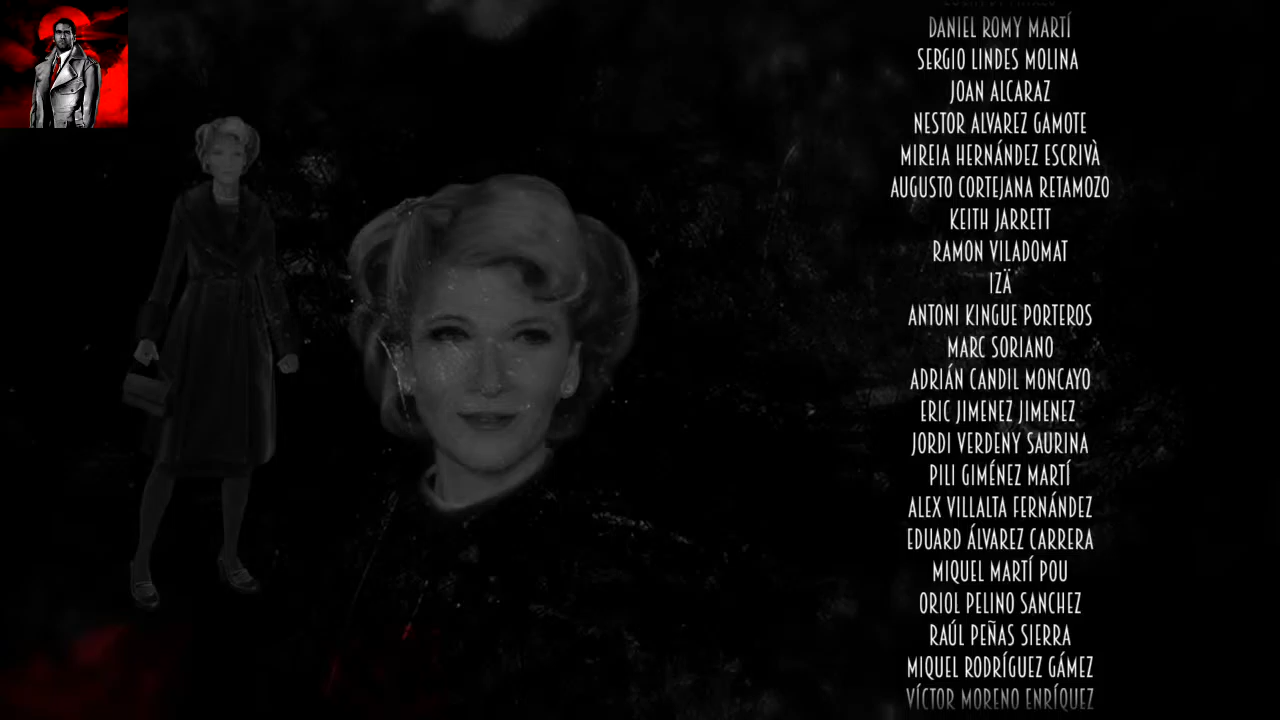 DANIEL ROMY MARTÍ
SERGIO LINDES MOLINA
JOAN ALCARAZ
NESTOR ALVAREZ GAMOTE
MIREIA HERNÁNDEZ ESCRIVÀ
AUGUSTO CORTEJANA RETAMOZO
KEITH JARRETT
RAMON VILADOMAT
IZÄ
ANTONI KINGUE PORTEROS
MARC SORIANO
ADRIÁN CANDIL MONCAYO
ERIC JIMENEZ JIMENEZ
JORDI VERDENY SAURINA
PILI GIMÉNEZ MARTÍ
ALEX VILLALTA FERNÁNDEZ
EDUARD ÁLVAREZ CARRERA
MIQUEL MARTÍ POU
ORIOL PELINO SANCHEZ
RAÚL PEÑAS SIERRA
MIQUEL RODRÍGUEZ GÁMEZ
VÍCTOR MORENO ENRÍQUEZ